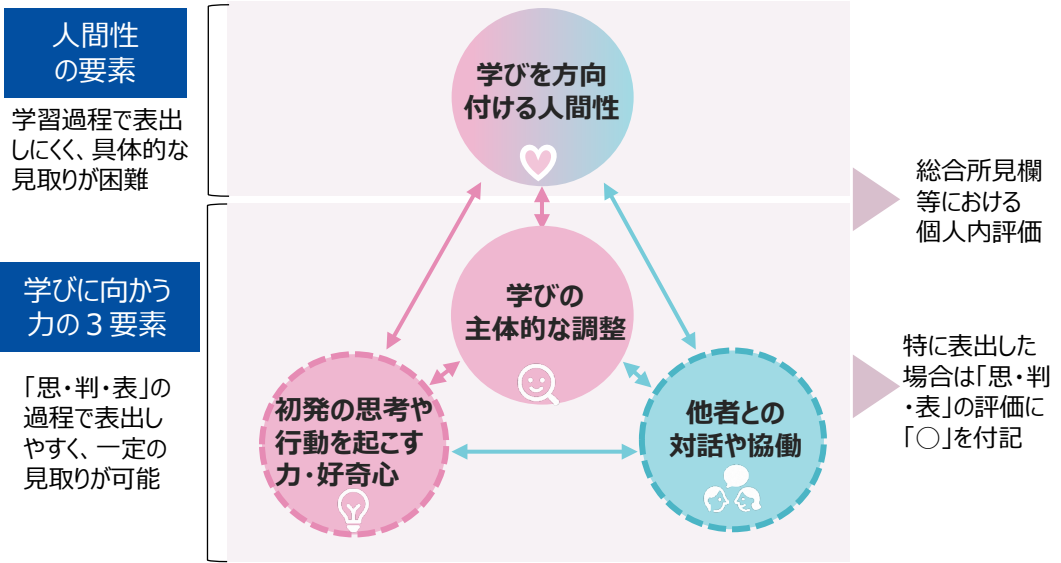 人間性
の要素
学習過程で表出
しにくく、具体的な
見取りが困難
学びを方向
付ける人間性
総合所見欄
等における
個人内評価
学びに向かう
力の３要素
「思・判・表」の
過程で表出し
やすく、一定の
見取りが可能
学びの
主体的な調整
初発の思考や
行動を起こす
力・好奇心
他者との
対話や協働
特に表出した
場合は「思・判
・表」の評価に
「○」を付記